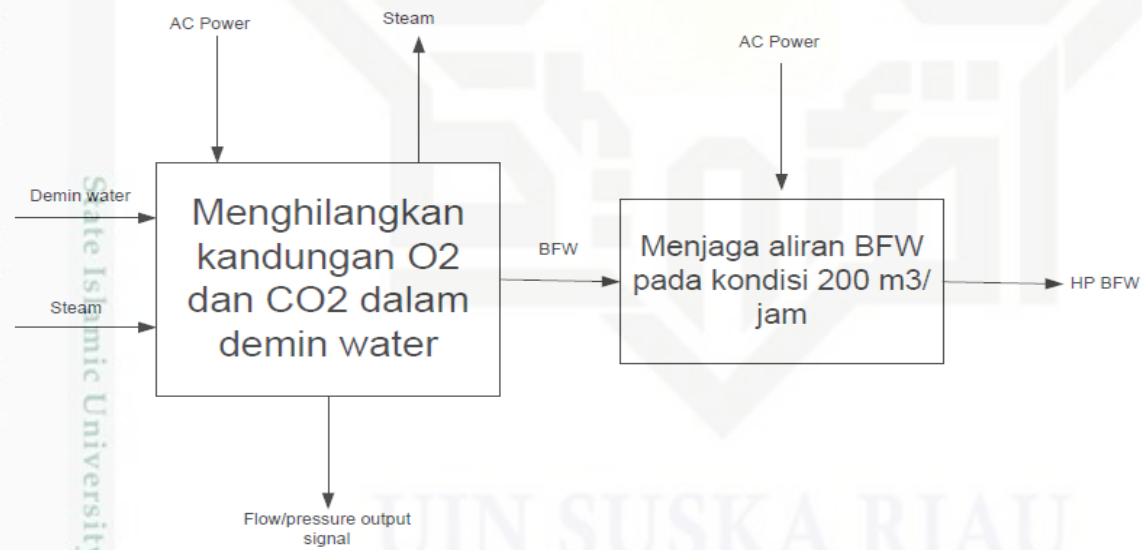 AC Power
Steam
AC Power
Demin water
Steam
Menghilangkan
kandungan O2
dan CO2 dalam
demin water
BFW
Menjaga aliran BFW
pada kondisi 200 m3/
jam
HP BFW
Flow/pressure output
signal
State Islamic University
UIN SUSKA RIAU